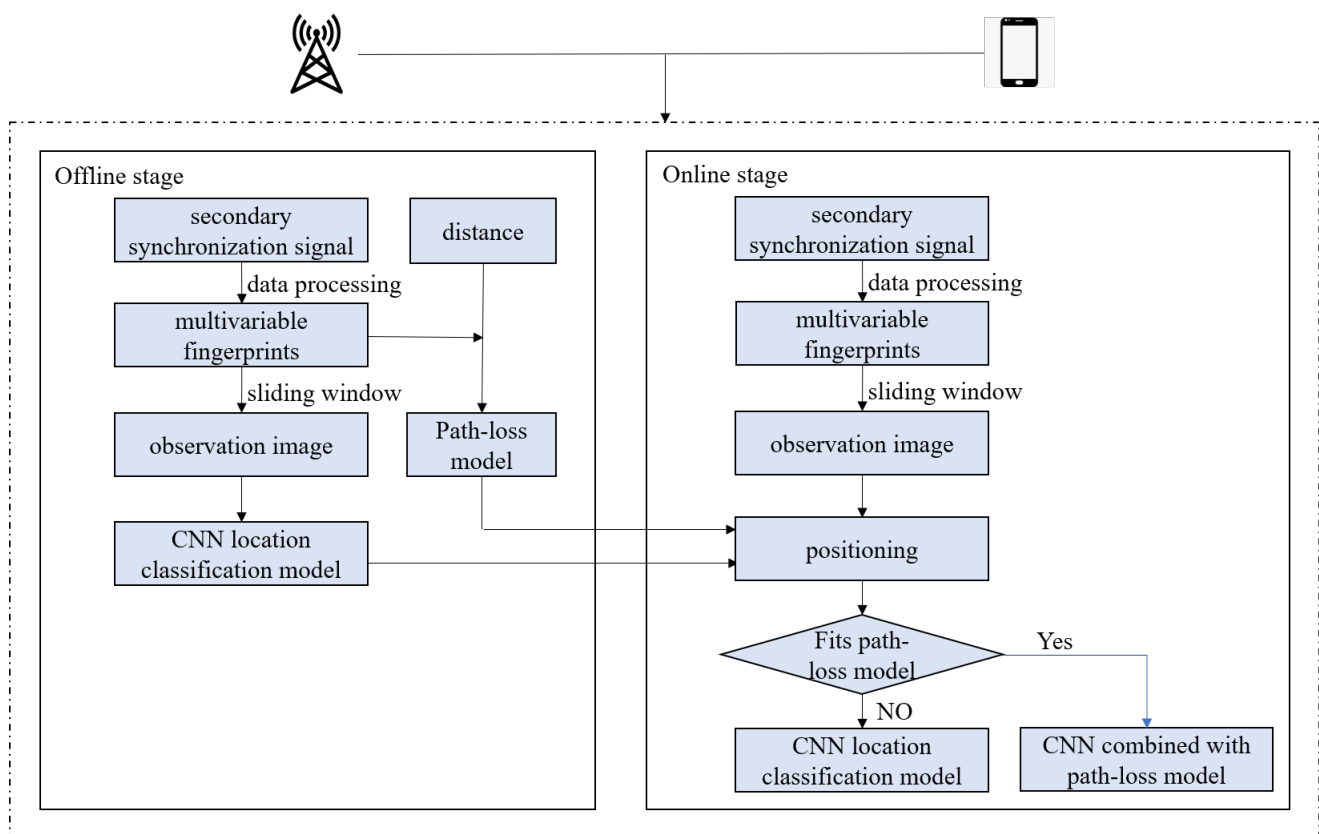 Offline stage
secondary
synchronization signal
distance
data processing
multivariable
fingerprints
sliding window
observation image
Path-loss
model
CNN location
classification model
Online stage
secondary
synchronization signal
data processing
multivariable
fingerprints
sliding window
observation image
positioning
Fits path-
loss model
Yes
NO
CNN location
classification model
CNN combined with
path-loss model